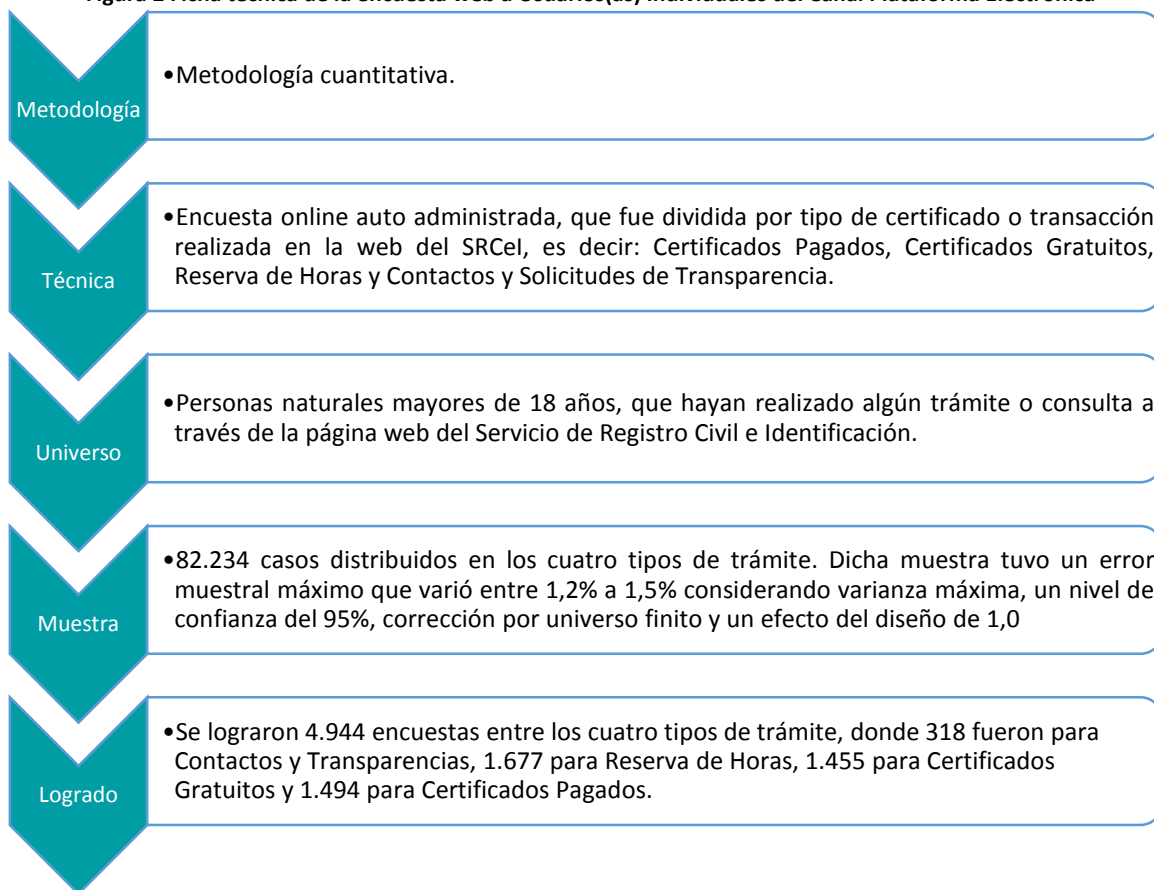 Figura 2 Ficha técnica de la encuesta web a Usuarios(as) Individuales del Canal Plataforma Electrónica
Metodología
•Metodología cuantitativa.
Técnica
•Encuesta online auto administrada, que fue dividida por tipo de certificado o transacción
realizada en la web del SRCeI, es decir: Certificados Pagados, Certificados Gratuitos,
Reserva de Horas y Contactos y Solicitudes de Transparencia.
Universo
•Personas naturales mayores de 18 años, que hayan realizado algún trámite o consulta a
través de la página web del Servicio de Registro Civil e Identificación.
Muestra
•82.234 casos distribuidos en los cuatro tipos de trámite. Dicha muestra tuvo un error
muestral máximo que varió entre 1,2% a 1,5% considerando varianza máxima, un nivel de
confianza del 95%, corrección por universo finito y un efecto del diseño de 1,0
Logrado
•Se lograron 4.944 encuestas entre los cuatro tipos de trámite, donde 318 fueron para
Contactos y Transparencias, 1.677 para Reserva de Horas, 1.455 para Certificados
Gratuitos y 1.494 para Certificados Pagados.